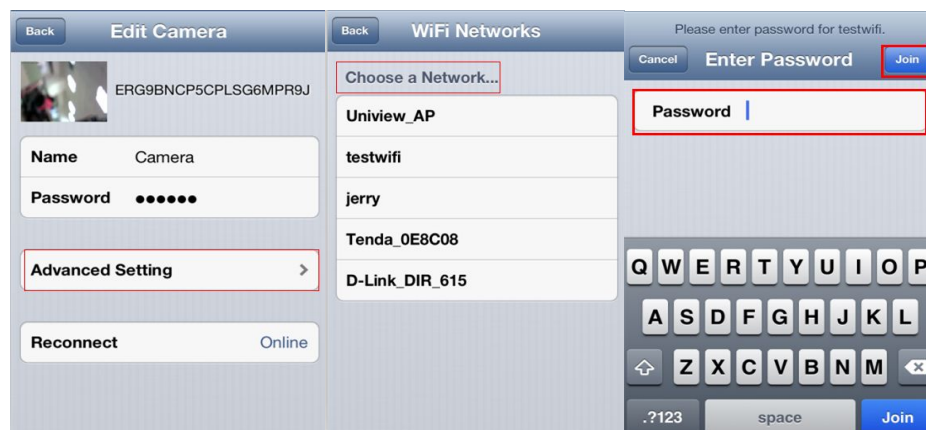 Back Edit Camera
ERG9BNCP5CPLSG6MPR9J
Name Camera
Password ●●●●●●
Advanced Setting >
Reconnect Online
Back WiFi Networks
Choose a Network...
Uniview_AP
testwifi
jerry
Tenda_0E8C08
D-Link_DIR_615
Please enter password for testwifi.
Cancel Enter Password Join
Password
Q W E R T Y U I O P
A S D F G H J K L
Z X C V B N M
.?123 space Join